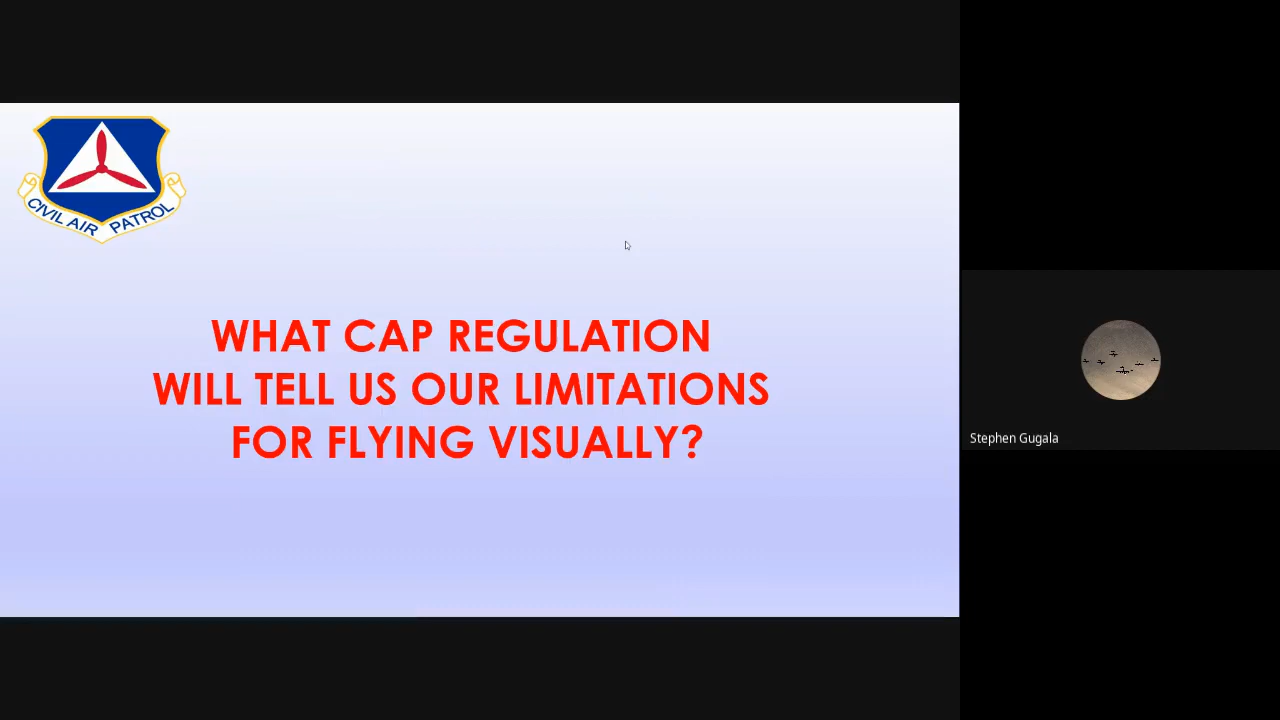 CIVIL AIR PATROL
WHAT CAP REGULATION
WILL TELL US OUR LIMITATIONS
FOR FLYING VISUALLY?
Stephen Gugala